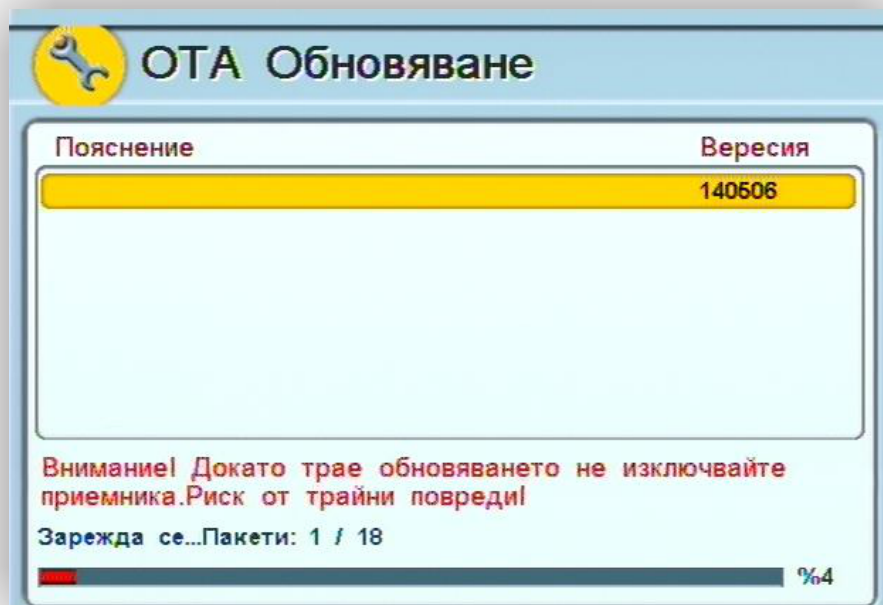 ОТА Обновяване
Пояснение Вересия
140506
Внимание! Докато трае обновяването не изключвайте
приемника.Риск от трайни повреди!
Зарежда се...Пакети: 1 / 18
%4